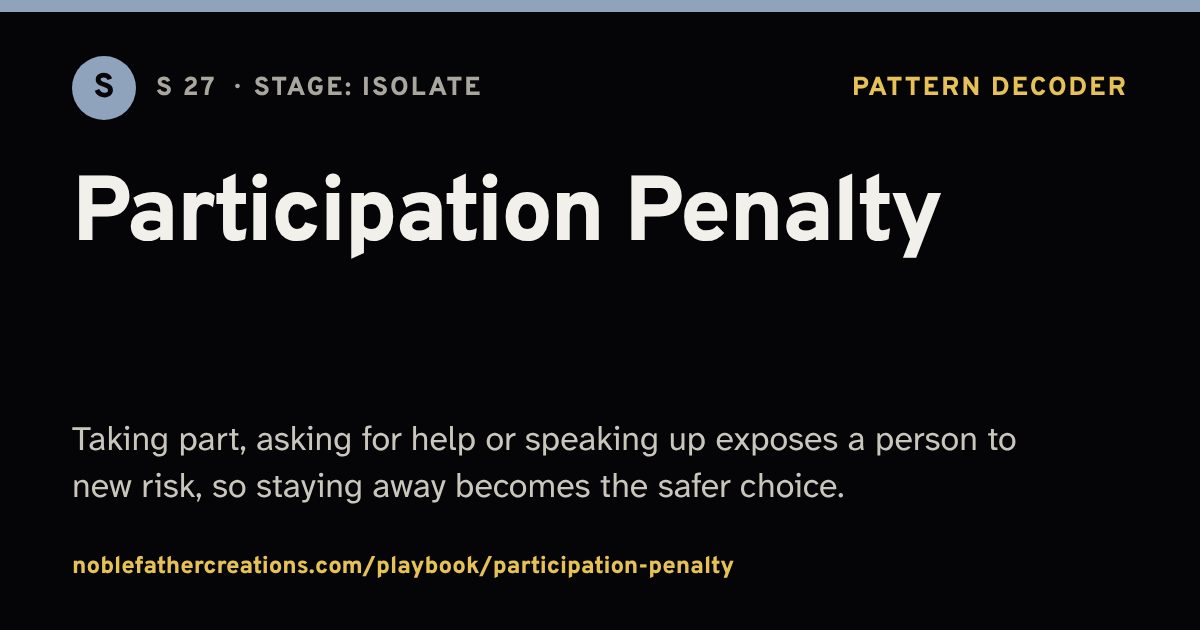 S
S 27 · STAGE: ISOLATE
PATTERN DECODER
Participation Penalty
Taking part, asking for help or speaking up exposes a person to
new risk, so staying away becomes the safer choice.
noblefathercreations.com/playbook/participation-penalty